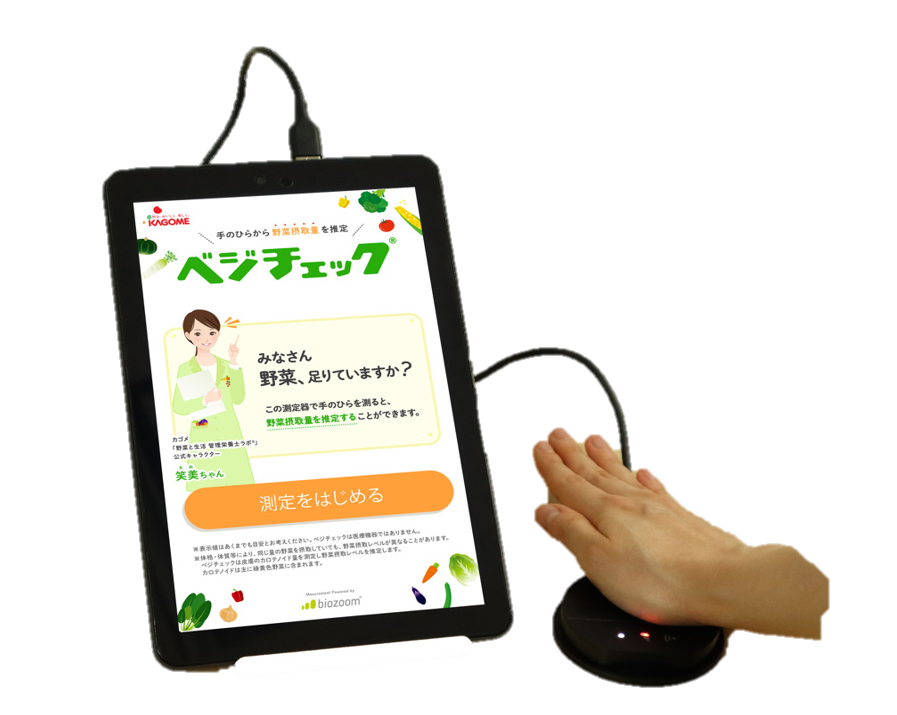 KAGOME
手のひらから野菜摂取量を推定
ベジチェック®
みなさん
野菜、足りていますか?
この測定器で手のひらを測ると、
野菜摂取量を推定することができます。
カゴメ
「野菜と生活 管理栄養士ラボ®」
公式キャラクター
えみ
笑美ちゃん
測定をはじめる
※表示値はあくまでも目安とお考えください。ベジチェックは医療機器ではありません。
※体格・体質等により、同じ量の野菜を摂取していても、野菜摂取レベルが異なることがあります。
ベジチェックは皮膚のカロテノイド量を測定し野菜摂取レベルを推定します。
カロテノイドは主に緑黄色野菜に含まれます。
Measurement Powered by
biozoom